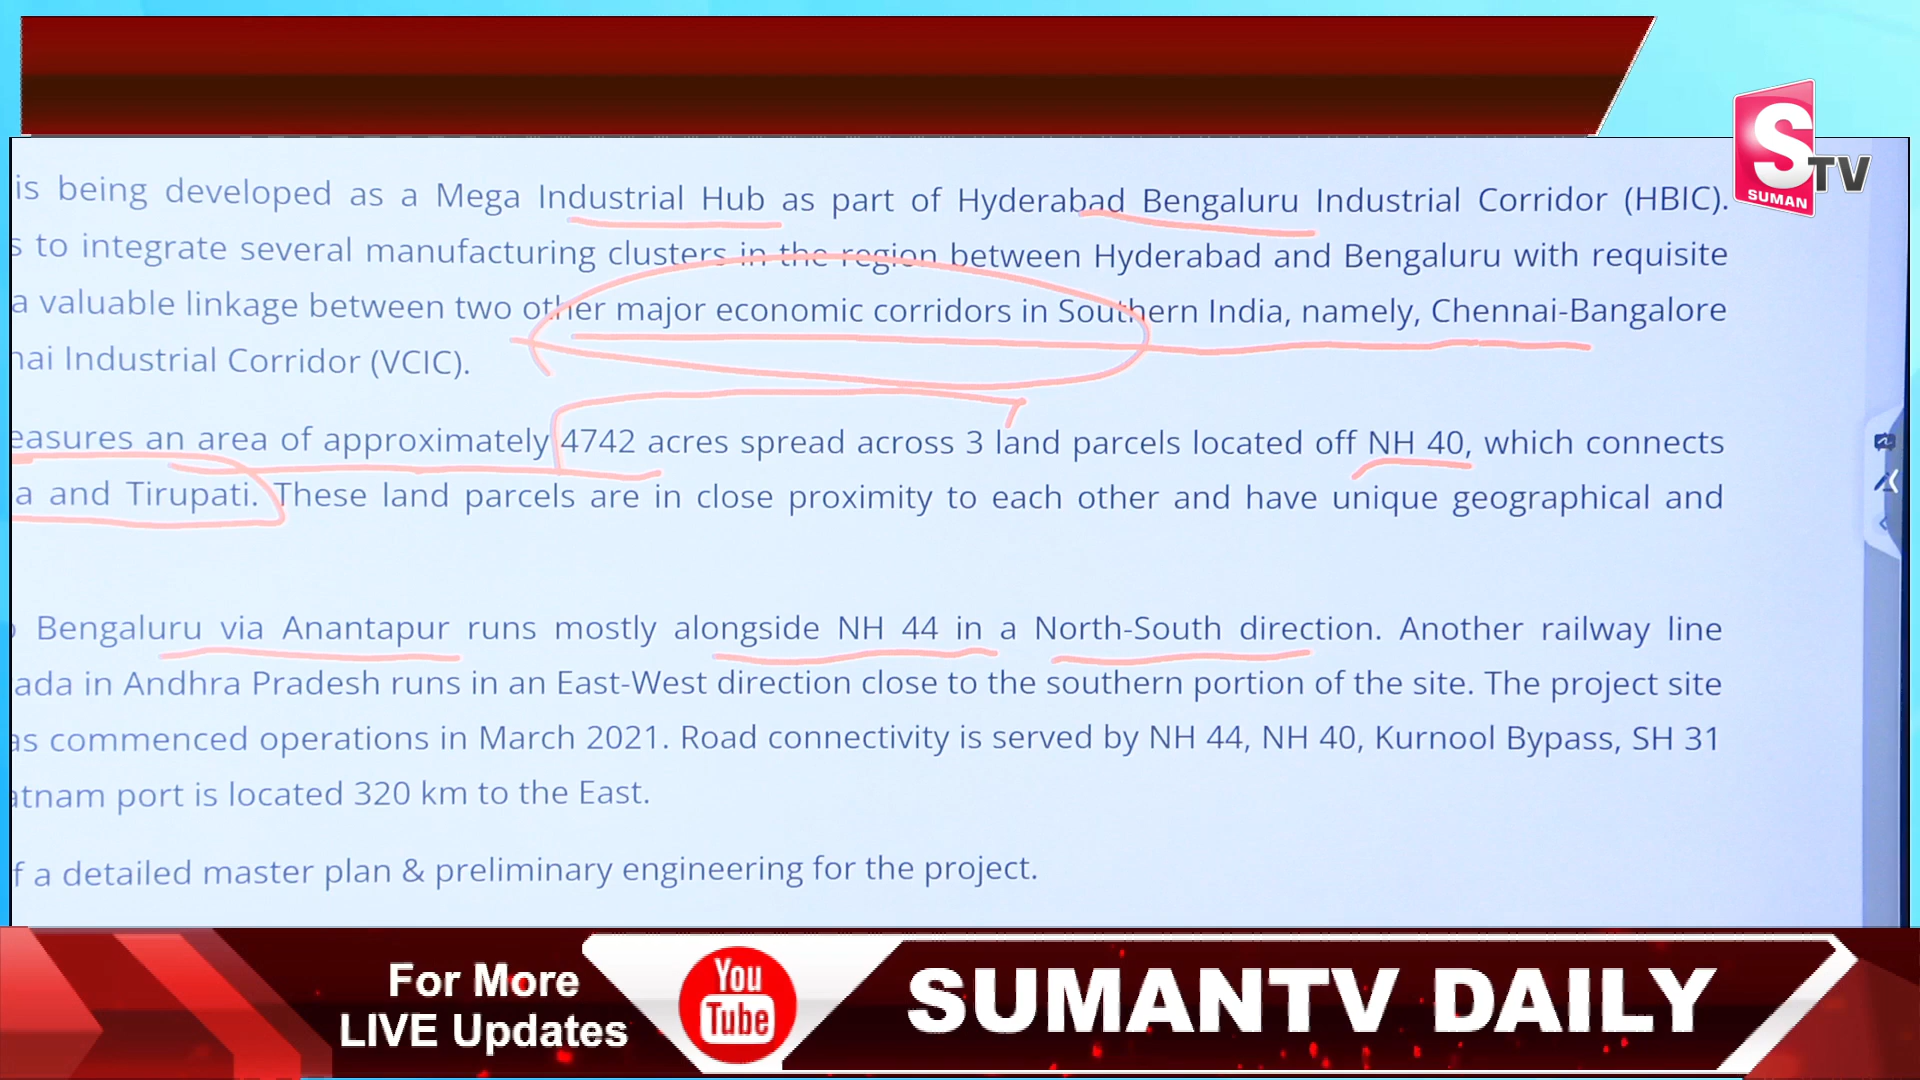 is being developed as a Mega Industrial Hub as part of Hyderabad Bengaluru Industrial Corridor (HBIC).
to integrate several manufacturing clusters in the region between Hyderabad and Bengaluru with requisite
a valuable linkage between two other major economic corridors in Southern India, namely, Chennai-Bangalore
nai Industrial Corridor (VCIC).
easures an area of approximately 4742 acres spread across 3 land parcels located off NH 40, which connects
a and Tirupati. These land parcels are in close proximity to each other and have unique geographical and
Bengaluru via Anantapur runs mostly alongside NH 44 in a North-South direction. Another railway line
ada in Andhra Pradesh runs in an East-West direction close to the southern portion of the site. The project site
as commenced operations in March 2021. Road connectivity is served by NH 44, NH 40, Kurnool Bypass, SH 31
atnam port is located 320 km to the East.
f a detailed master plan & preliminary engineering for the project.
S TV
SUMAN
For More
LIVE Updates
You
Tube
SUMANTV DAILY